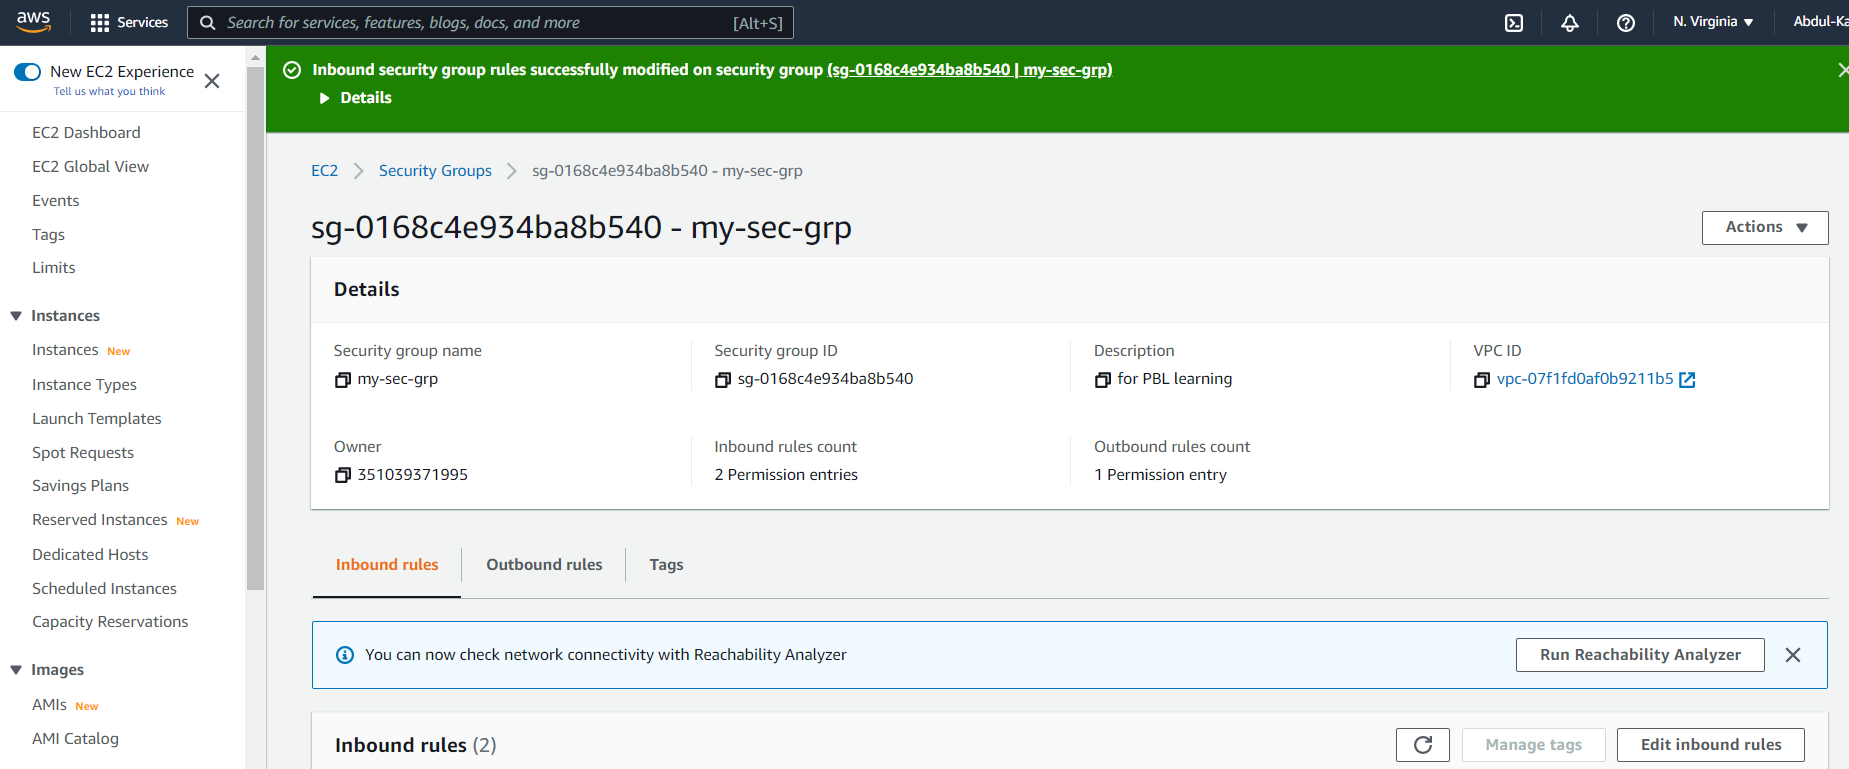 aws
Services
Search for services, features, blogs, docs, and more
[Alt+S]
N. Virginia
Abdul-Ka
New EC2 Experience
Tell us what you think
EC2 Dashboard
EC2 Global View
Events
Tags
Limits
Instances
Instances New
Instance Types
Launch Templates
Spot Requests
Savings Plans
Reserved Instances New
Dedicated Hosts
Scheduled Instances
Capacity Reservations
Images
AMIs New
AMI Catalog
Inbound security group rules successfully modified on security group (sg-0168c4e934ba8b540 | my-sec-grp)
Details
EC2 Security Groups sg-0168c4e934ba8b540 - my-sec-grp
sg-0168c4e934ba8b540 - my-sec-grp
Actions
Details
Security group name
my-sec-grp
Security group ID
sg-0168c4e934ba8b540
Description
for PBL learning
VPC ID
vpc-07f1fd0af0b9211b5
Owner
351039371995
Inbound rules count
2 Permission entries
Outbound rules count
1 Permission entry
Inbound rules
Outbound rules
Tags
You can now check network connectivity with Reachability Analyzer
Run Reachability Analyzer
Inbound rules (2)
Manage tags
Edit inbound rules